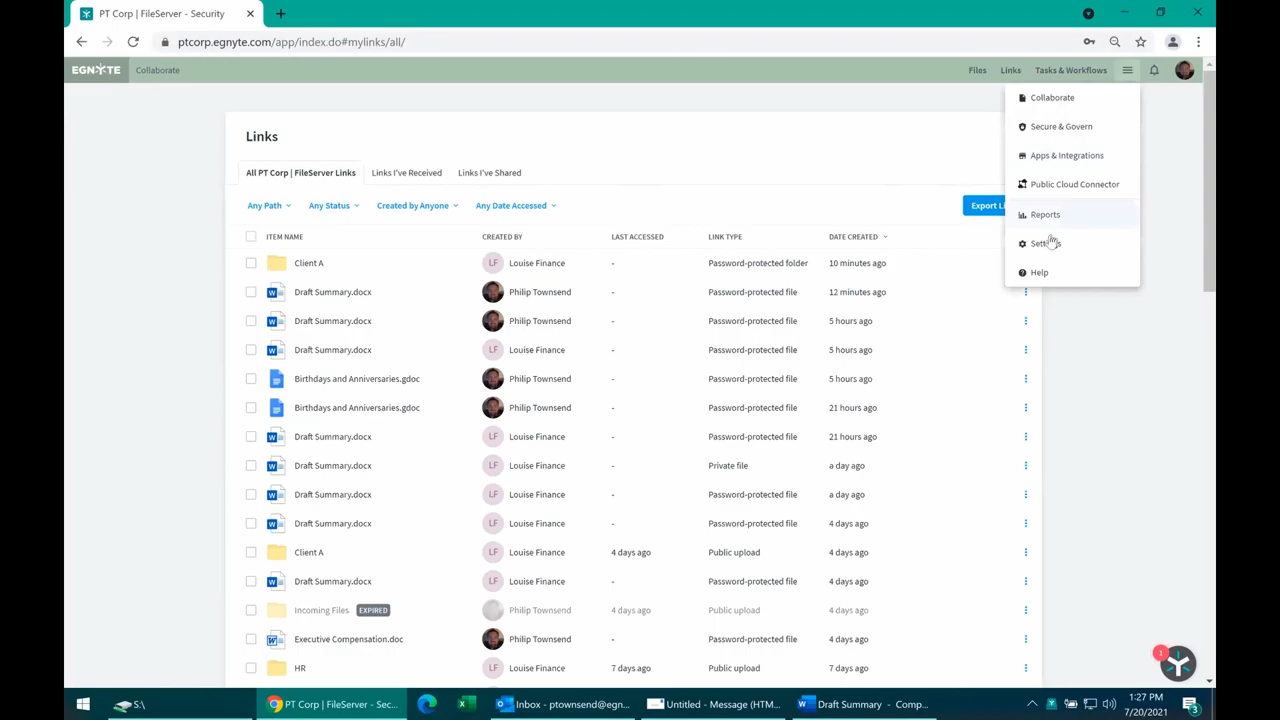 PT Corp | FileServer - Security
ptcorp.egnyte.com/app/index.do#mylinks/all/
EGNYTE Collaborate Files Links Tasks & Workflows
Collaborate
Secure & Govern
Apps & Integrations
Public Cloud Connector
Reports
Settings
Help
Links
All PT Corp | FileServer Links Links I've Received Links I've Shared
Any Path Any Status Created by Anyone Any Date Accessed Export Li
ITEM NAME CREATED BY LAST ACCESSED LINK TYPE DATE CREATED
Client A LF Louise Finance - Password-protected folder 10 minutes ago
Draft Summary.docx Philip Townsend - Password-protected file 12 minutes ago
Draft Summary.docx Philip Townsend - Password-protected file 5 hours ago
Draft Summary.docx LF Louise Finance - Password-protected file 5 hours ago
Birthdays and Anniversaries.gdoc Philip Townsend - Password-protected file 5 hours ago
Birthdays and Anniversaries.gdoc Philip Townsend - Password-protected file 21 hours ago
Draft Summary.docx LF Louise Finance - Password-protected file 21 hours ago
Draft Summary.docx LF Louise Finance - Private file a day ago
Draft Summary.docx LF Louise Finance - Password-protected file a day ago
Draft Summary.docx LF Louise Finance - Password-protected file 4 days ago
Client A LF Louise Finance 4 days ago Public upload 4 days ago
Draft Summary.docx LF Louise Finance - Password-protected file 4 days ago
Incoming Files EXPIRED Philip Townsend 4 days ago Public upload 4 days ago
Executive Compensation.doc Philip Townsend - Password-protected file 4 days ago
HR LF Louise Finance 7 days ago Public upload 7 days ago
1
S:\ PT Corp | FileServer - Sec... Inbox - ptownsend@egn... Untitled - Message (HTM... Draft Summary - Comp... 1:27 PM
7/20/2021